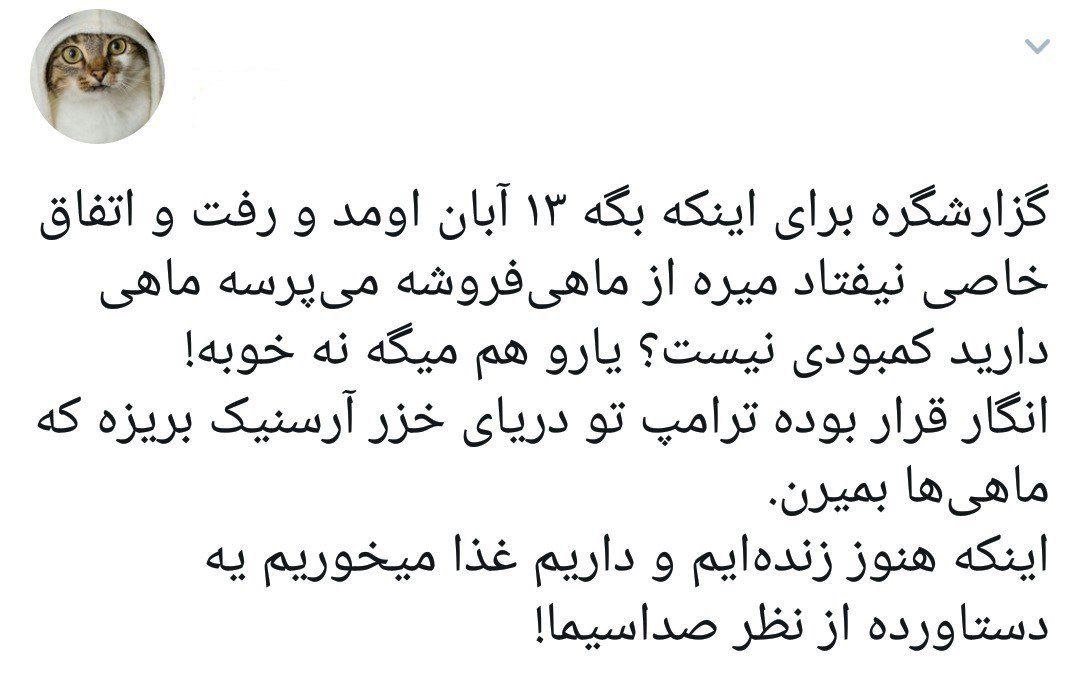 گزارشگره برای اینکه بگه ۱۳ آبان اومد و رفت و اتفاق
خاصی نیفتاد میره از ماهی‌فروشه می‌پرسه ماهی
دارید کمبودی نیست؟ یارو هم میگه نه خوبه!
انگار قرار بوده ترامپ تو دریای خزر آرسنیک بریزه که
ماهی‌ها بمیرن.
اینکه هنوز زنده‌ایم و داریم غذا میخوریم یه
دستاورده از نظر صداسیما!